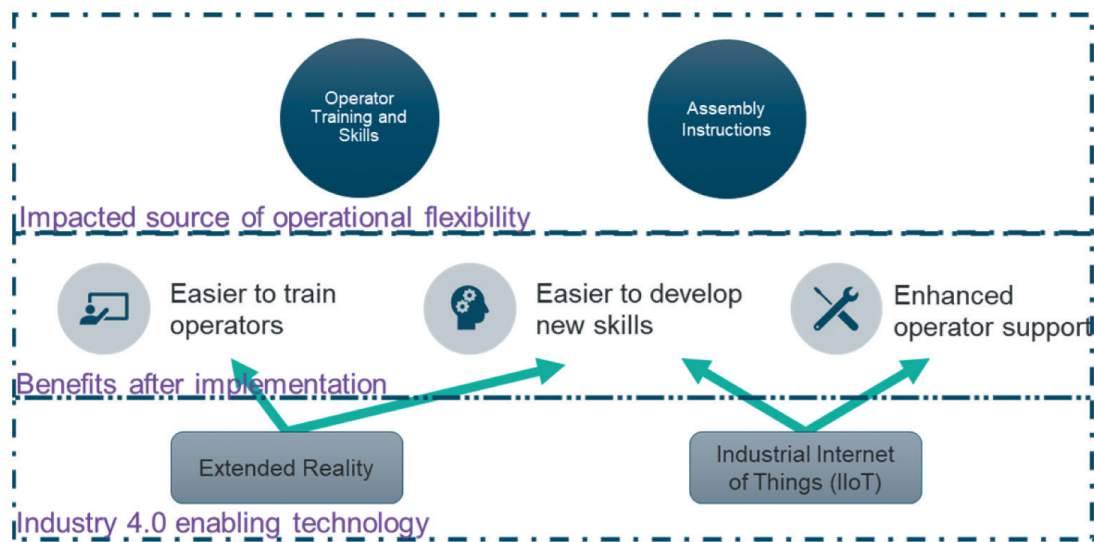 Operator
Training and
Skills
Assembly
Instructions
Impacted source of operational flexibility
Easier to train
operators
Easier to develop
new skills
Enhanced
operator support
Benefits after implementation
Extended Reality
Industrial Internet
of Things (IIoT)
Industry 4.0 enabling technology